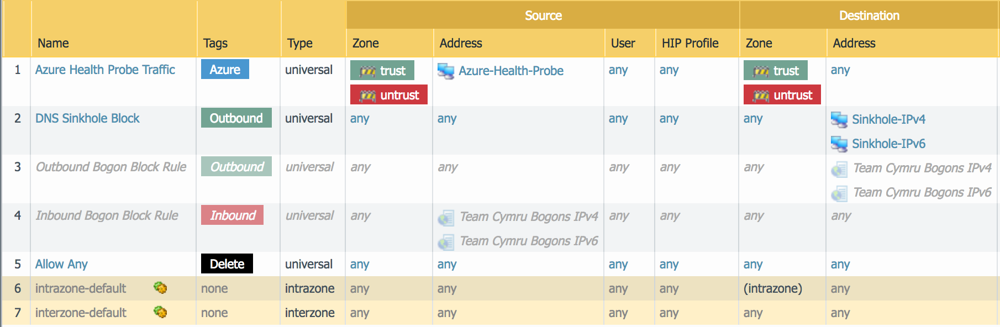 Source Destination
Name Tags Type Zone Address User HIP Profile Zone Address
1 Azure Health Probe Traffic Azure universal trust Azure-Health-Probe any any trust any
untrust untrust
2 DNS Sinkhole Block Outbound universal any any any any any Sinkhole-IPv4
Sinkhole-IPv6
3 Outbound Bogon Block Rule Outbound universal any any any any any Team Cymru Bogons IPv4
Team Cymru Bogons IPv6
4 Inbound Bogon Block Rule Inbound universal any Team Cymru Bogons IPv4 any any any any
Team Cymru Bogons IPv6
5 Allow Any Delete universal any any any any any any
6 intrazone-default none intrazone any any any any (intrazone) any
7 interzone-default none interzone any any any any any any